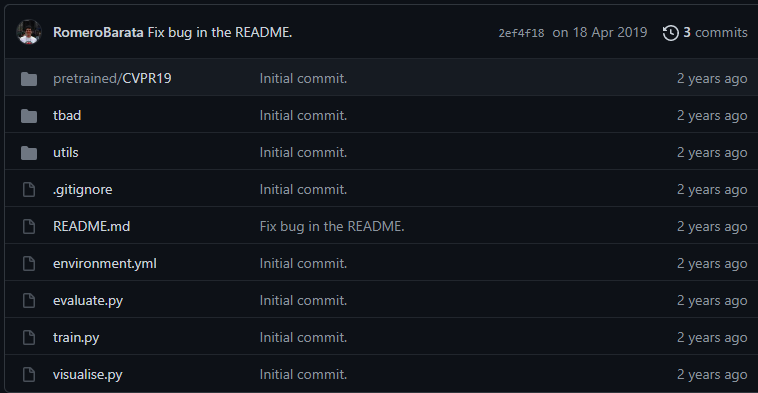 RomeroBarata Fix bug in the README. 2ef4f18 on 18 Apr 2019 3 commits
pretrained/CVPR19 Initial commit. 2 years ago
tbad Initial commit. 2 years ago
utils Initial commit. 2 years ago
.gitignore Initial commit. 2 years ago
README.md Fix bug in the README. 2 years ago
environment.yml Initial commit. 2 years ago
evaluate.py Initial commit. 2 years ago
train.py Initial commit. 2 years ago
visualise.py Initial commit. 2 years ago